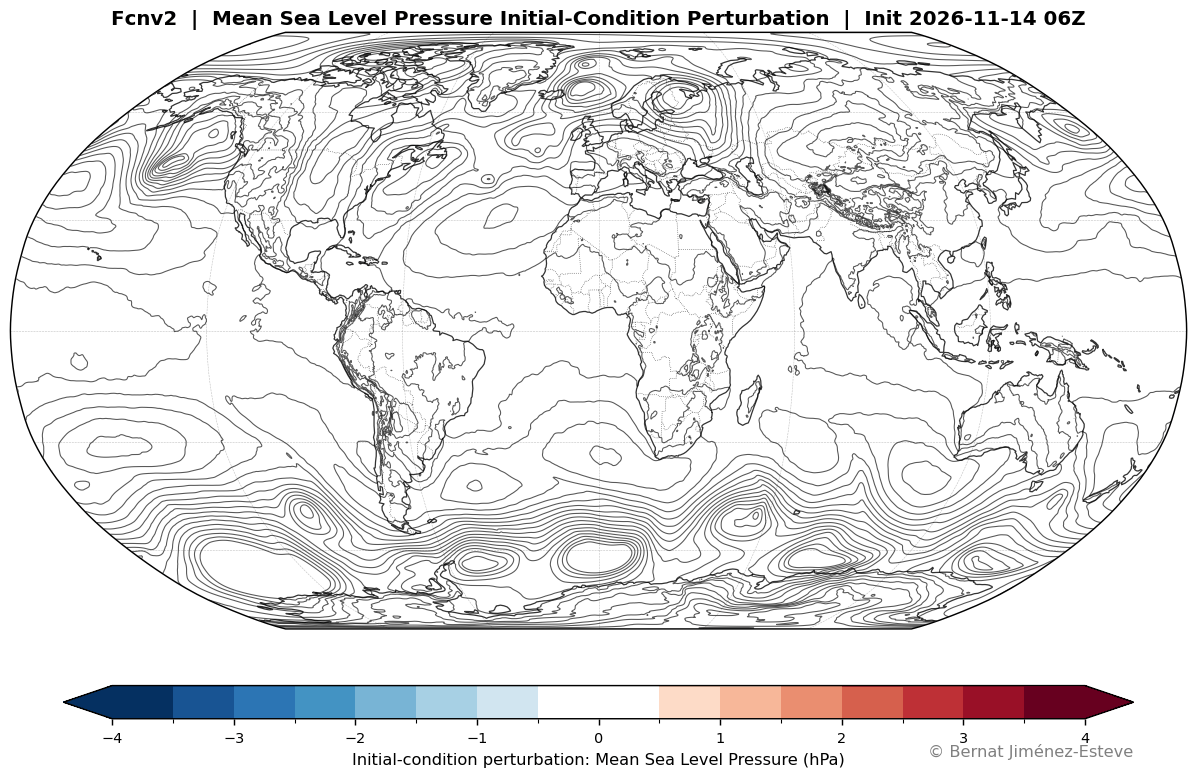 Fcnv2 | Mean Sea Level Pressure Initial-Condition Perturbation | Init 2026-11-14 06Z
−4 −3 −2 −1 0 1 2 3 4
© Bernat Jiménez-Esteve
Initial-condition perturbation: Mean Sea Level Pressure (hPa)